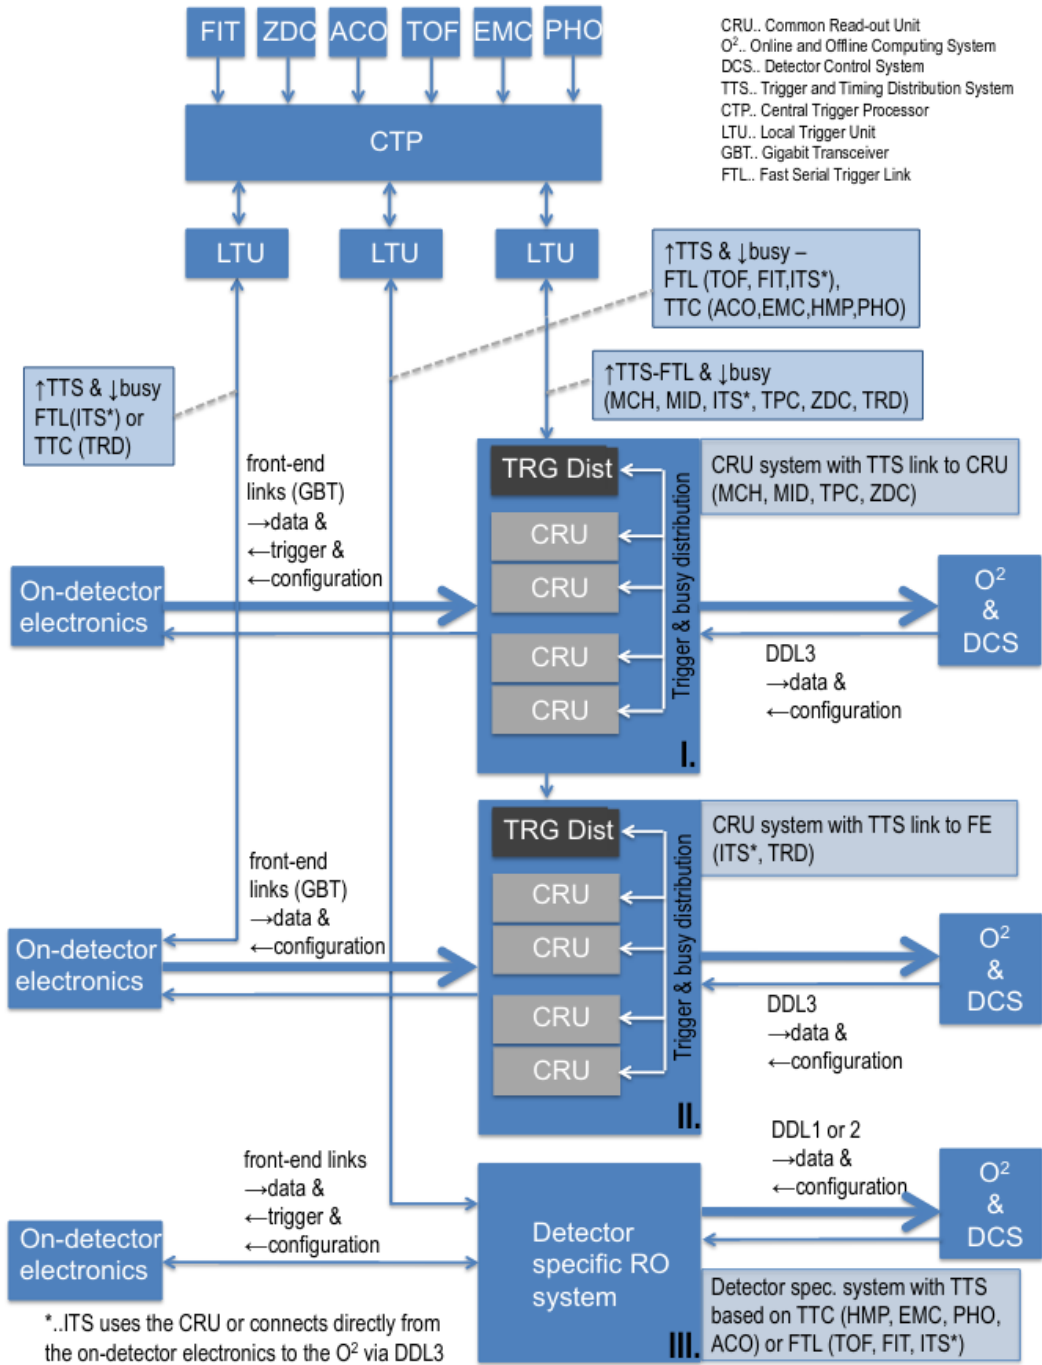 FIT ZDC ACO TOF EMC PHO
CRU.. Common Read-out Unit
O².. Online and Offline Computing System
DCS.. Detector Control System
TTS.. Trigger and Timing Distribution System
CTP.. Central Trigger Processor
LTU.. Local Trigger Unit
GBT.. Gigabit Transceiver
FTL.. Fast Serial Trigger Link
CTP
LTU LTU LTU
↑TTS & ↓busy –
FTL (TOF, FIT,ITS*),
TTC (ACO,EMC,HMP,PHO)
↑TTS & ↓busy
FTL(ITS*) or
TTC (TRD)
↑TTS-FTL & ↓busy
(MCH, MID, ITS*, TPC, ZDC, TRD)
front-end
links (GBT)
→data &
←trigger &
←configuration
TRG Dist
CRU
CRU
CRU
CRU
Trigger & busy distribution
I.
CRU system with TTS link to CRU
(MCH, MID, TPC, ZDC)
On-detector
electronics
O²
&
DCS
DDL3
→data &
←configuration
front-end
links (GBT)
→data &
←configuration
TRG Dist
CRU
CRU
CRU
CRU
Trigger & busy distribution
II.
CRU system with TTS link to FE
(ITS*, TRD)
On-detector
electronics
O²
&
DCS
DDL3
→data &
←configuration
DDL1 or 2
→data &
←configuration
front-end links
→data &
←trigger &
←configuration
On-detector
electronics
Detector
specific RO
system
III.
O²
&
DCS
Detector spec. system with TTS
based on TTC (HMP, EMC, PHO,
ACO) or FTL (TOF, FIT, ITS*)
*..ITS uses the CRU or connects directly from
the on-detector electronics to the O² via DDL3